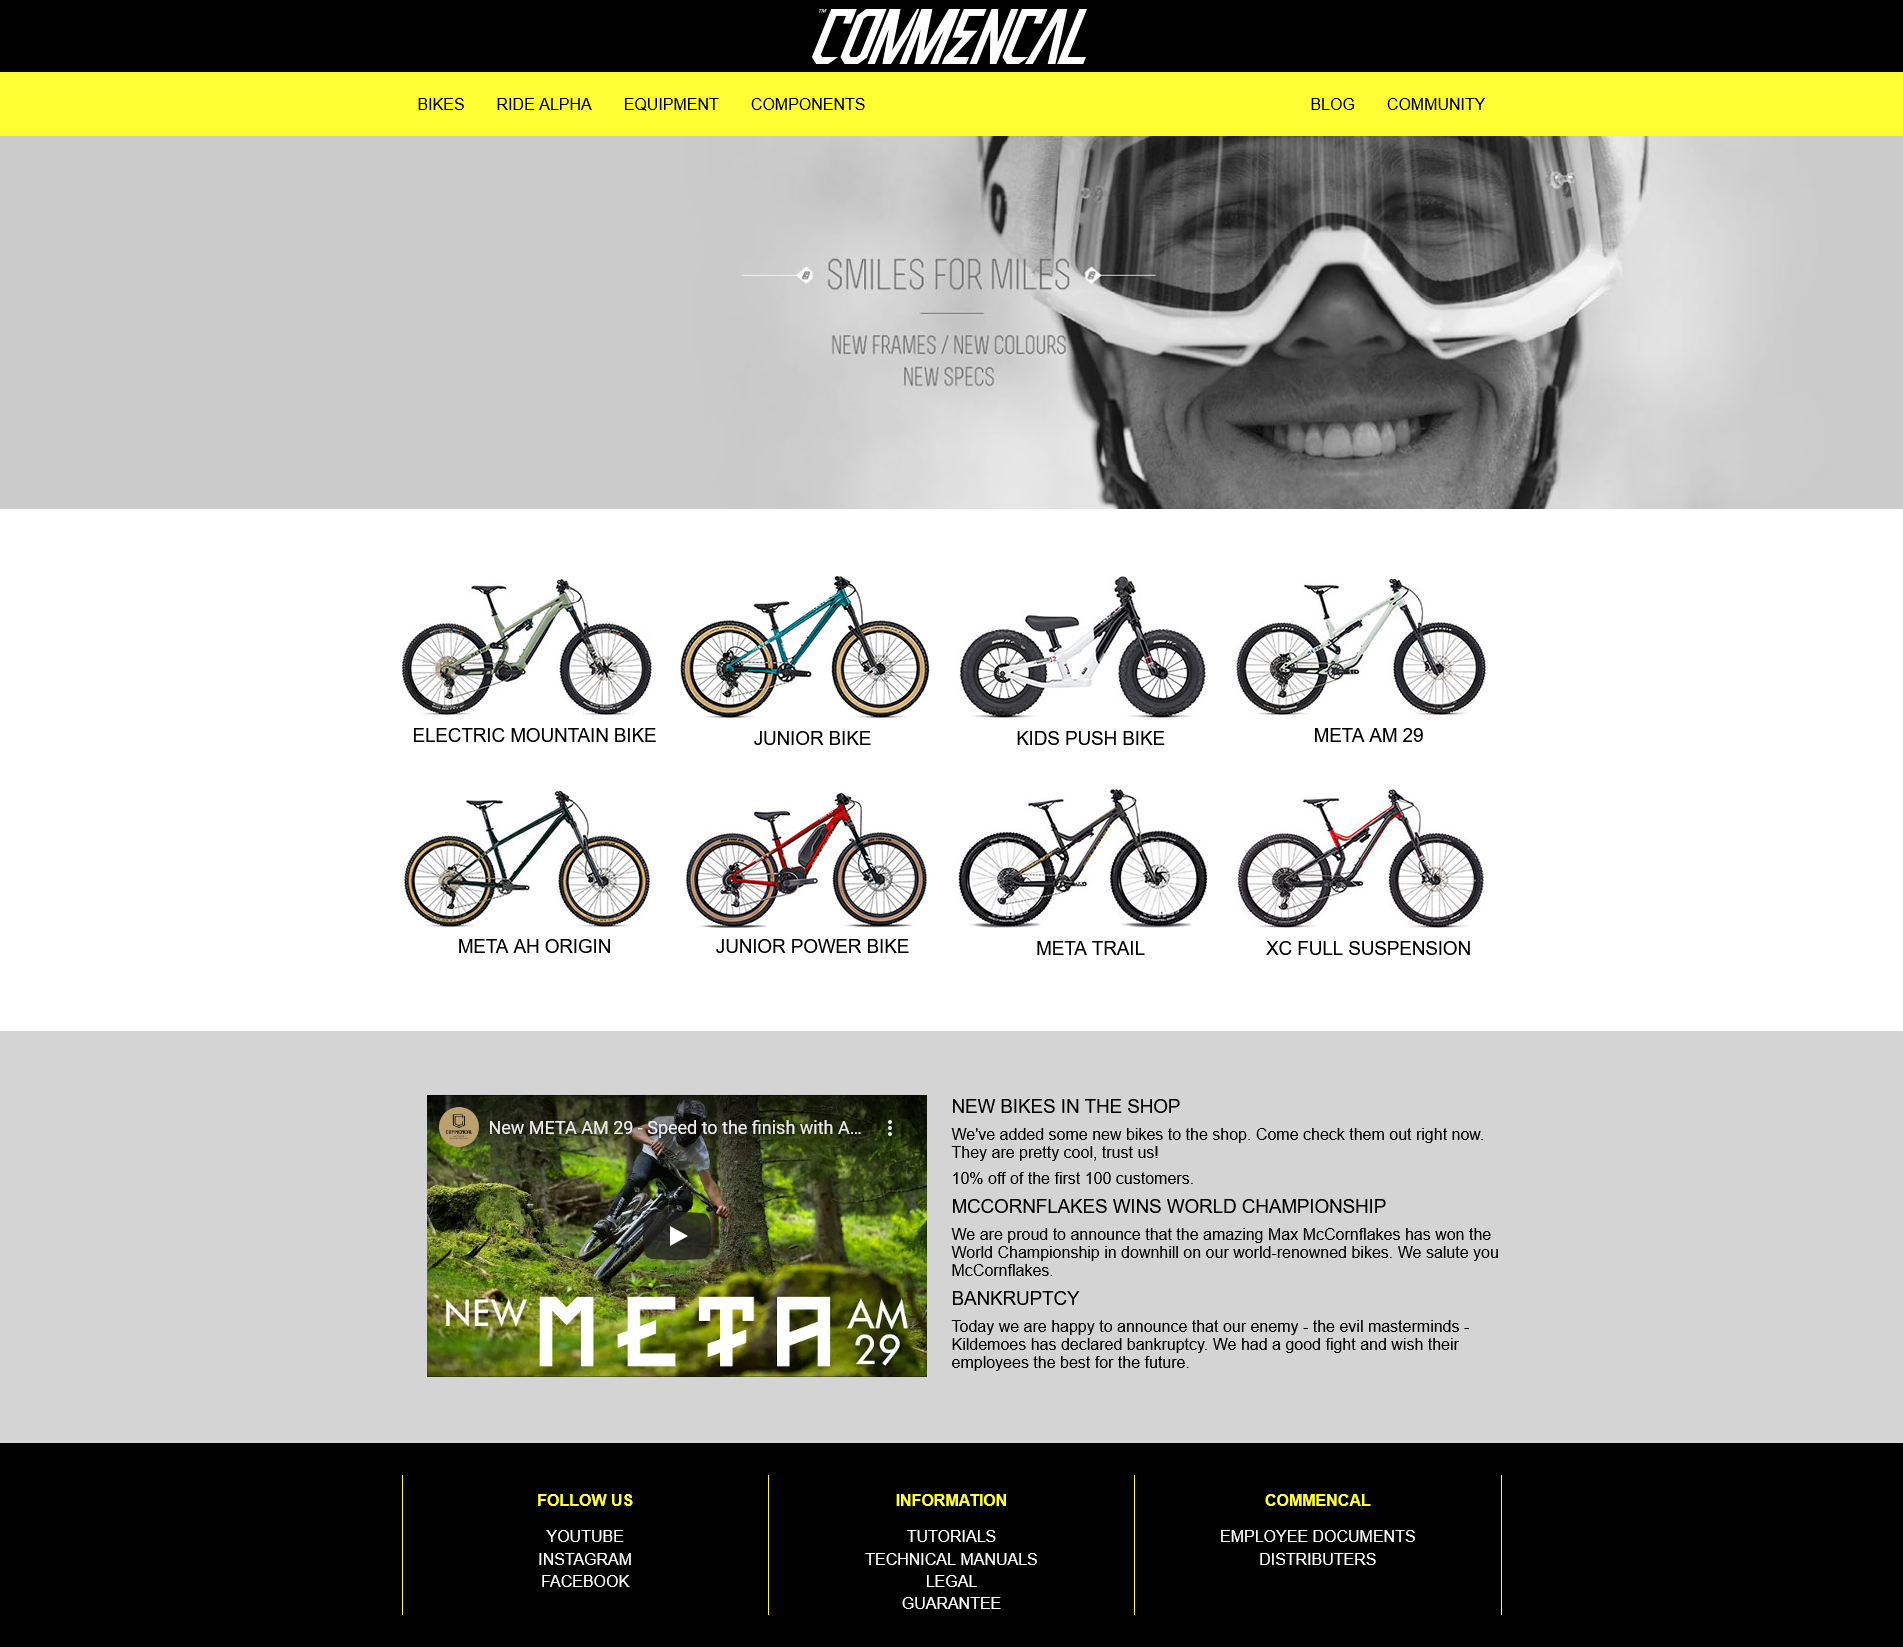 ™COMMENCAL
BIKES RIDE ALPHA EQUIPMENT COMPONENTS BLOG COMMUNITY
SMILES FOR MILES
NEW FRAMES / NEW COLOURS
NEW SPECS
ELECTRIC MOUNTAIN BIKE
JUNIOR BIKE
KIDS PUSH BIKE
META AM 29
META AH ORIGIN
JUNIOR POWER BIKE
META TRAIL
XC FULL SUSPENSION
COMMENCAL
New META AM 29 - Speed to the finish with A...
NEW META AM 29
NEW BIKES IN THE SHOP
We've added some new bikes to the shop. Come check them out right now.
They are pretty cool, trust us!
10% off of the first 100 customers.
MCCORNFLAKES WINS WORLD CHAMPIONSHIP
We are proud to announce that the amazing Max McCornflakes has won the
World Championship in downhill on our world-renowned bikes. We salute you
McCornflakes.
BANKRUPTCY
Today we are happy to announce that our enemy - the evil masterminds -
Kildemoes has declared bankruptcy. We had a good fight and wish their
employees the best for the future.
FOLLOW US
YOUTUBE
INSTAGRAM
FACEBOOK
INFORMATION
TUTORIALS
TECHNICAL MANUALS
LEGAL
GUARANTEE
COMMENCAL
EMPLOYEE DOCUMENTS
DISTRIBUTERS